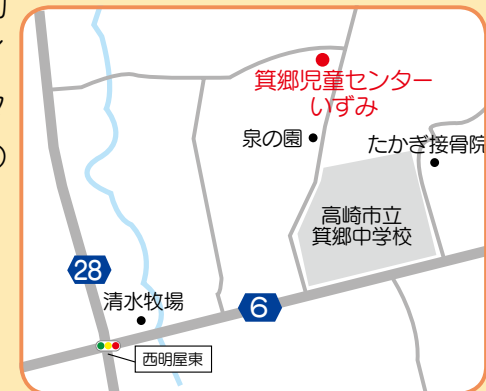 箕郷児童センター
いずみ
泉の園
たかぎ接骨院
高崎市立
箕郷中学校
28
清水牧場
6
西明屋東